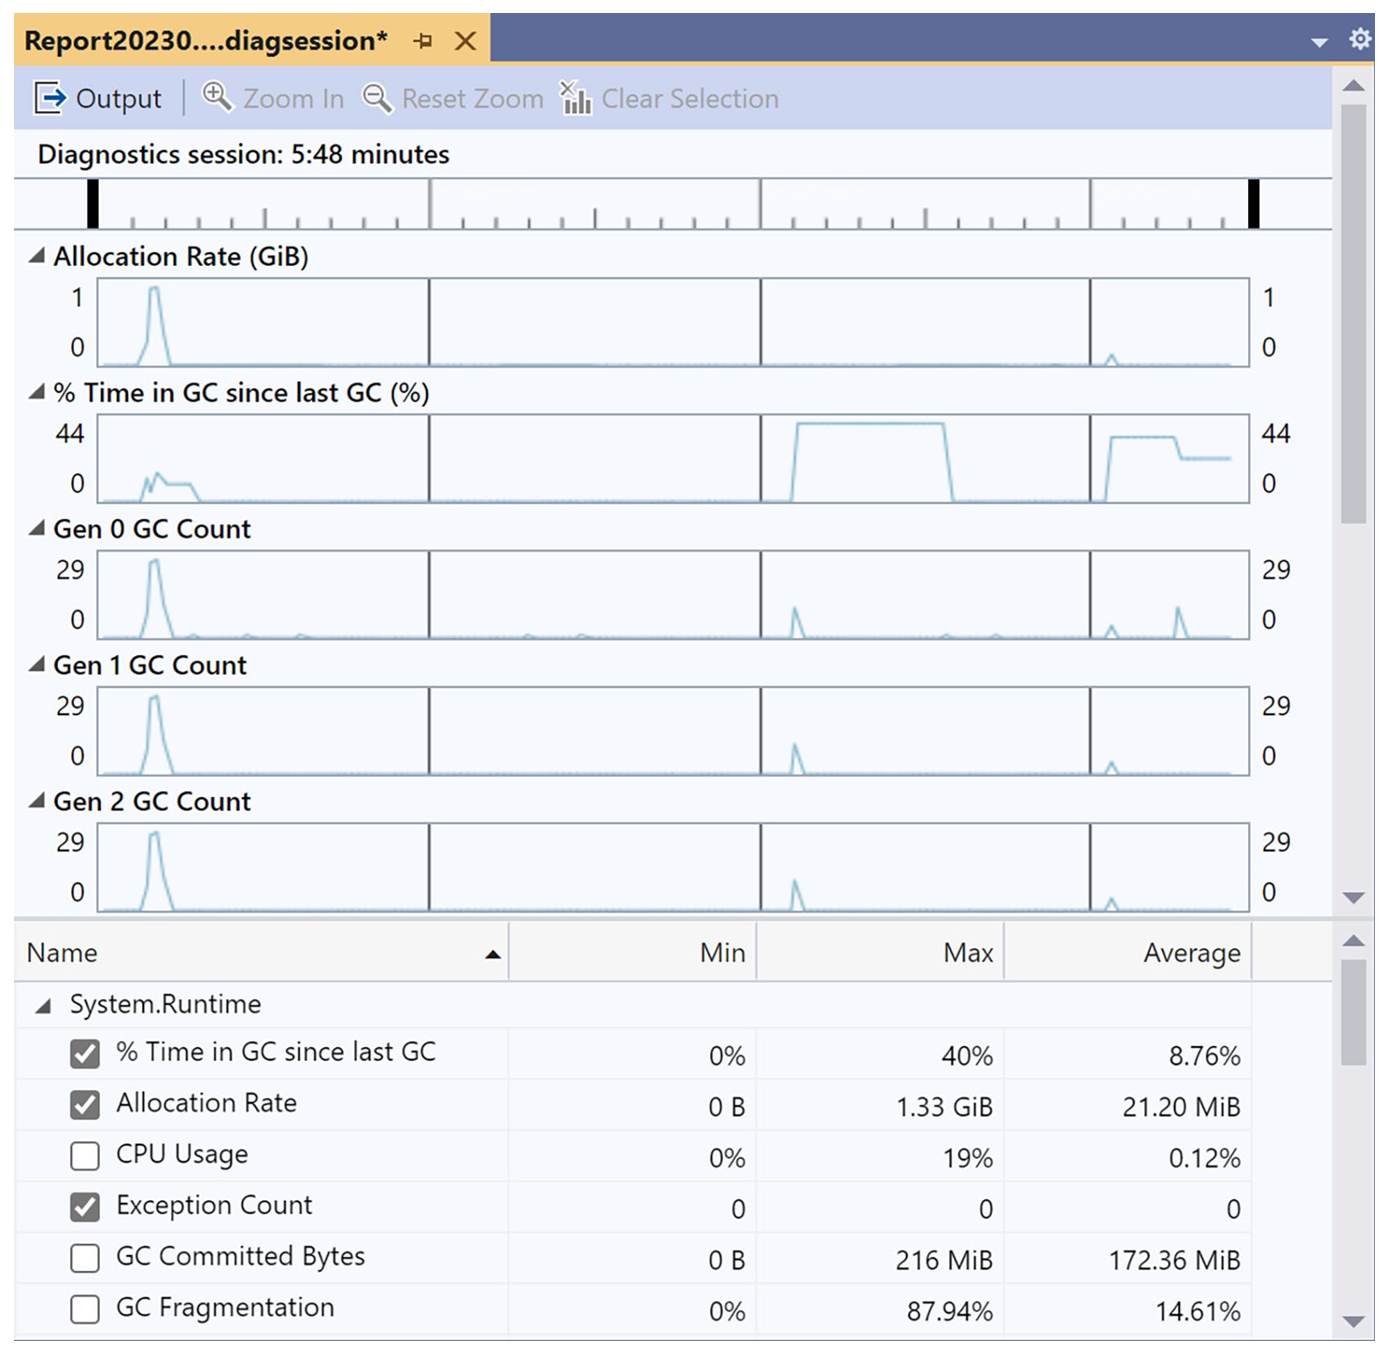 Report20230....diagsession*
Output Zoom In Reset Zoom Clear Selection
Diagnostics session: 5:48 minutes
Allocation Rate (GiB)
1 1
0 0
% Time in GC since last GC (%)
44 44
0 0
Gen 0 GC Count
29 29
0 0
Gen 1 GC Count
29 29
0 0
Gen 2 GC Count
29 29
0 0
Name Min Max Average
System.Runtime
% Time in GC since last GC 0% 40% 8.76%
Allocation Rate 0 B 1.33 GiB 21.20 MiB
CPU Usage 0% 19% 0.12%
Exception Count 0 0 0
GC Committed Bytes 0 B 216 MiB 172.36 MiB
GC Fragmentation 0% 87.94% 14.61%